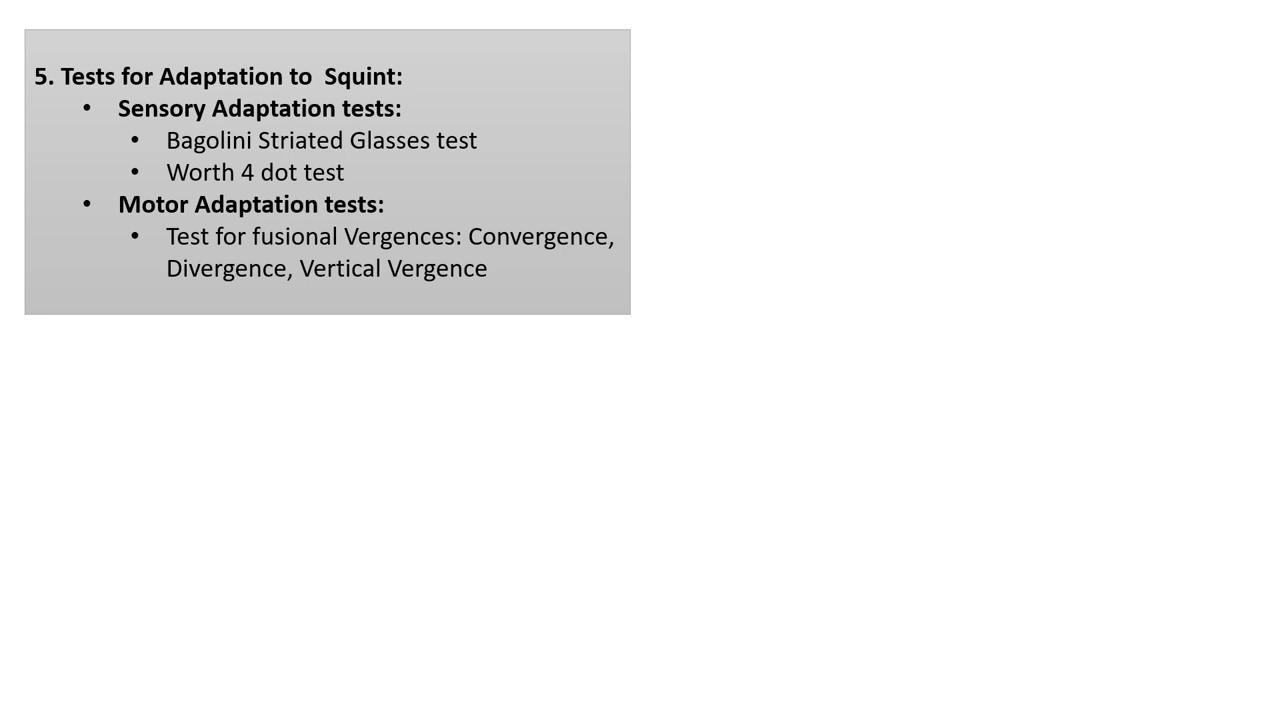 5. Tests for Adaptation to  Squint:
• Sensory Adaptation tests:
• Bagolini Striated Glasses test
• Worth 4 dot test
• Motor Adaptation tests:
• Test for fusional Vergences: Convergence,
Divergence, Vertical Vergence